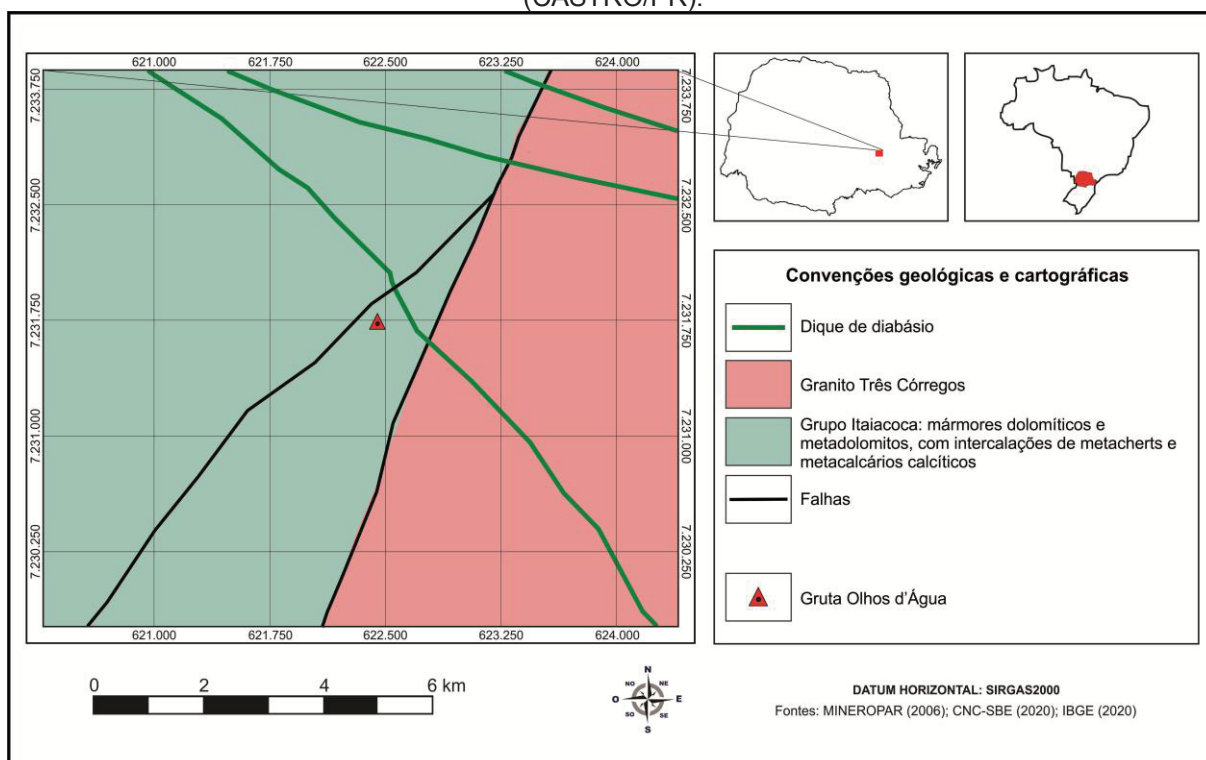 (CASTRO/PR).
621.000 621.750 622.500 623.250 624.000
7.233.750
7.232.500
7.231.750
7.231.000
7.230.250
7.233.750
7.232.500
7.231.750
7.231.000
7.230.250
621.000 621.750 622.500 623.250 624.000
Convenções geológicas e cartográficas
Dique de diabásio
Granito Três Córregos
Grupo Itaiacoca: mármores dolomíticos e
metadolomitos, com intercalações de metacherts e
metacalcários calcíticos
Falhas
Gruta Olhos d’Água
0 2 4 6 km
N
NO NE
O E
SO SE
S
DATUM HORIZONTAL: SIRGAS2000
Fontes: MINEROPAR (2006); CNC-SBE (2020); IBGE (2020)